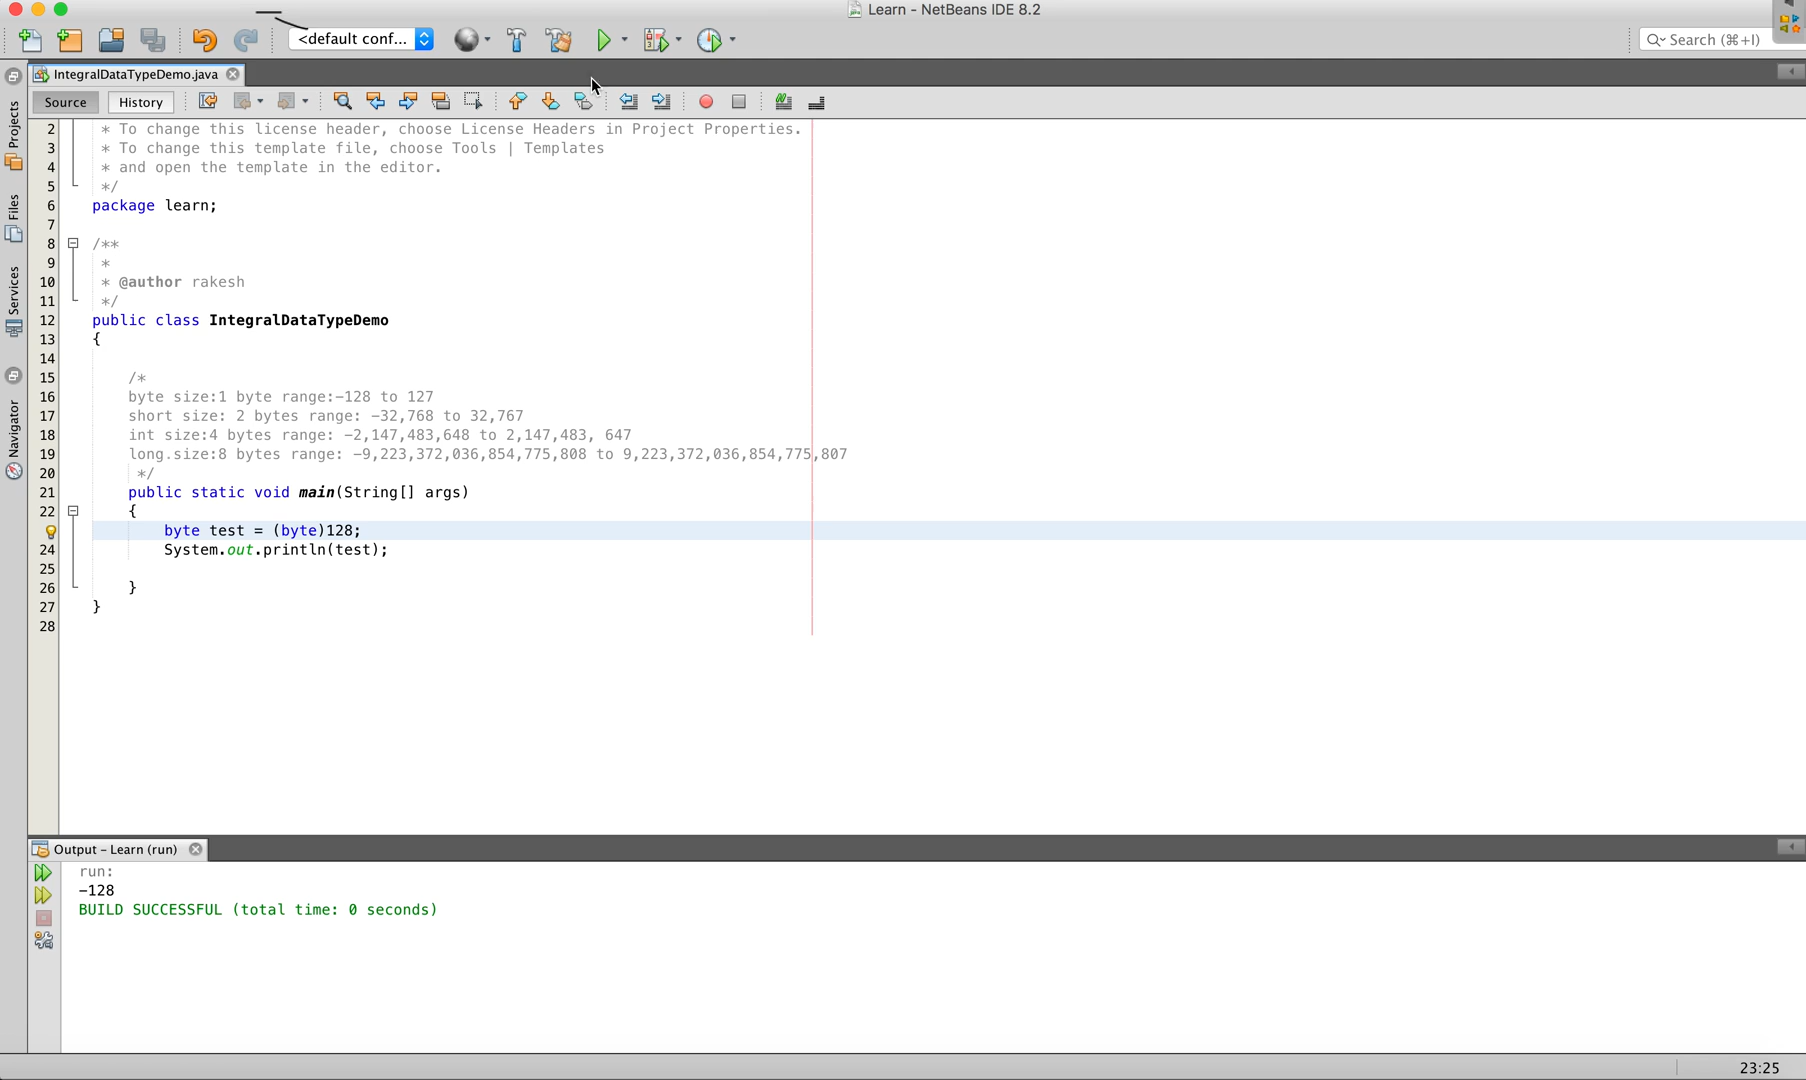 Learn - NetBeans IDE 8.2
<default conf...
Search (⌘+I)
IntegralDataTypeDemo.java
Source
History
Projects
Files
Services
Navigator
2 * To change this license header, choose License Headers in Project Properties.
3 * To change this template file, choose Tools | Templates
4 * and open the template in the editor.
5 */
6 package learn;
7
8 /**
9 *
10 * @author rakesh
11 */
12 public class IntegralDataTypeDemo
13 {
14
15 /*
16 byte size:1 byte range:-128 to 127
17 short size: 2 bytes range: -32,768 to 32,767
18 int size:4 bytes range: -2,147,483,648 to 2,147,483, 647
19 long.size:8 bytes range: -9,223,372,036,854,775,808 to 9,223,372,036,854,775,807
20 */
21 public static void main(String[] args)
22 {
byte test = (byte)128;
24 System.out.println(test);
25
26 }
27 }
28
Output - Learn (run)
run:
-128
BUILD SUCCESSFUL (total time: 0 seconds)
23:25